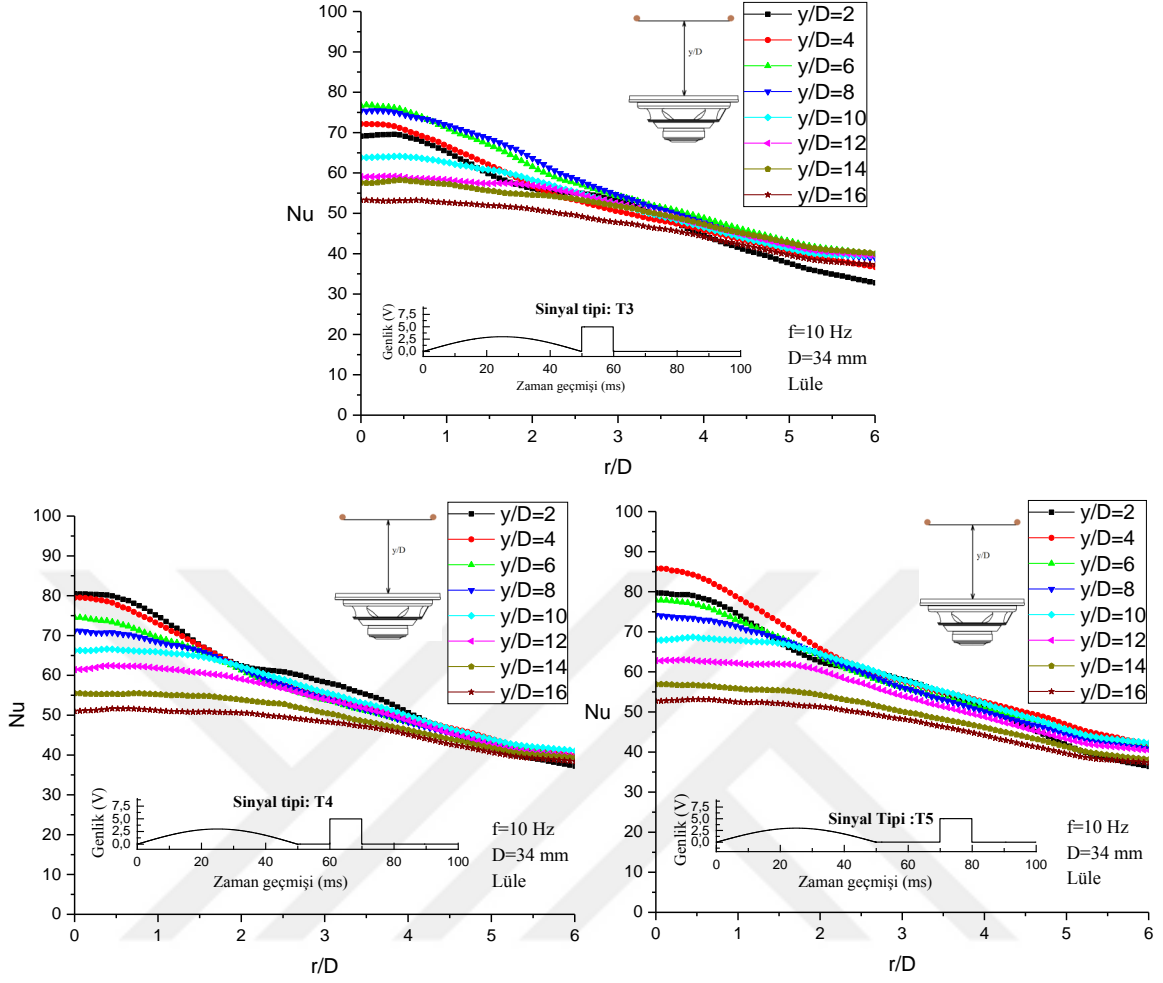 100
90
80
70
60
50
40
30
20
10
0
Nu
0
1
2
3
4
5
6
r/D
y/D
y/D=2
y/D=4
y/D=6
y/D=8
y/D=10
y/D=12
y/D=14
y/D=16
Sinyal tipi: T3
Genlik (V)
7,5
5,0
2,5
0,0
0
20
40
60
80
100
Zaman geçmişi (ms)
f=10 Hz
D=34 mm
Lüle
100
90
80
70
60
50
40
30
20
10
0
Nu
0
1
2
3
4
5
6
r/D
y/D
y/D=2
y/D=4
y/D=6
y/D=8
y/D=10
y/D=12
y/D=14
y/D=16
Sinyal tipi: T4
Genlik (V)
7,5
5,0
2,5
0,0
0
20
40
60
80
100
Zaman geçmişi (ms)
f=10 Hz
D=34 mm
Lüle
100
90
80
70
60
50
40
30
20
10
0
Nu
0
1
2
3
4
5
6
r/D
y/D
y/D=2
y/D=4
y/D=6
y/D=8
y/D=10
y/D=12
y/D=14
y/D=16
Sinyal Tipi :T5
Genlik (V)
7,5
5,0
2,5
0,0
0
20
40
60
80
100
Zaman geçmişi (ms)
f=10 Hz
D=34 mm
Lüle